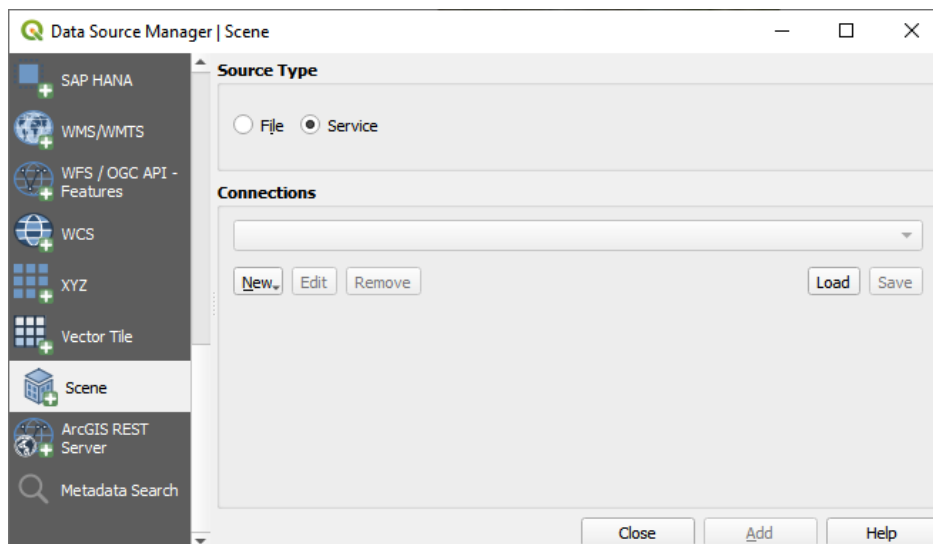 Data Source Manager | Scene
SAP HANA
WMS/WMTS
WFS / OGC API -
Features
WCS
XYZ
Vector Tile
Scene
ArcGIS REST
Server
Metadata Search
Source Type
File Service
Connections
New Edit Remove Load Save
Close Add Help